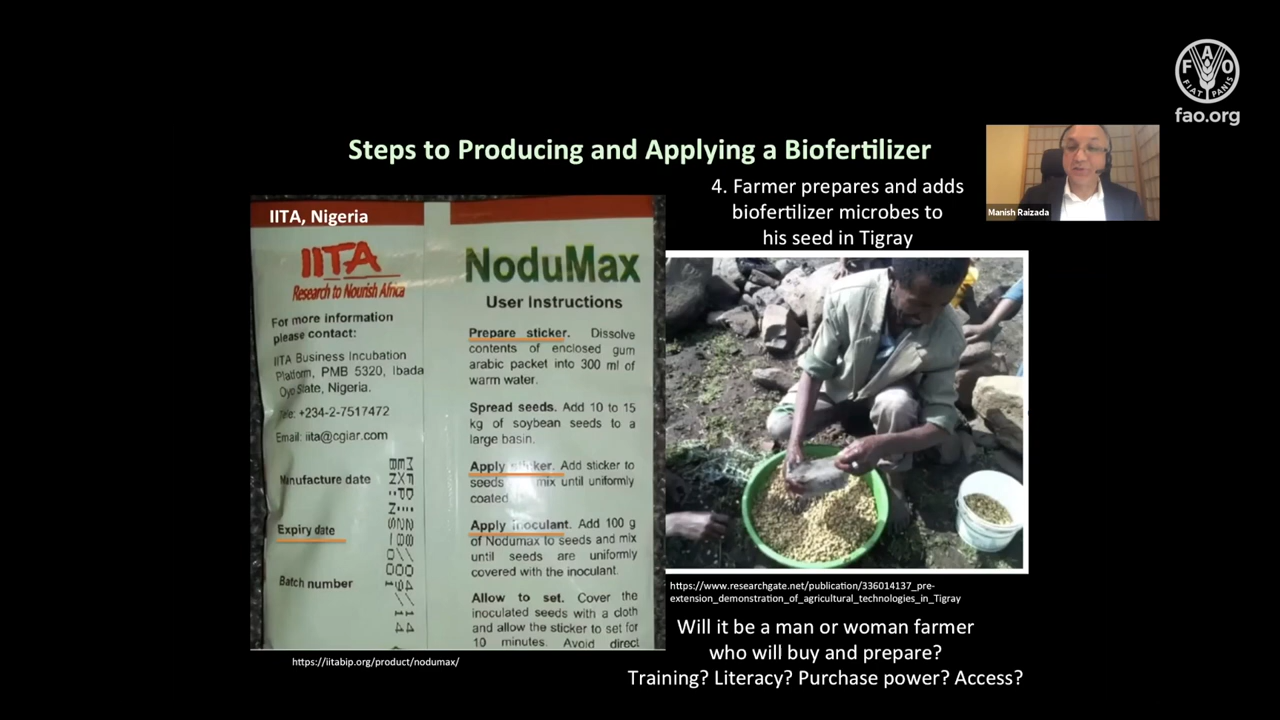 FAO
FIAT PANIS
fao.org
Steps to Producing and Applying a Biofertilizer
Manish Raizada
4. Farmer prepares and adds
biofertilizer microbes to
his seed in Tigray
IITA, Nigeria
IITA
Research to Nourish Africa
For more information
please contact:
IITA Business Incubation
Platform, PMB 5320, Ibada
Oyo State, Nigeria.
Tele: +234-2-7517472
Email: iita@cgiar.com
Manufacture date
Expiry date
Batch number
NoduMax
User Instructions
Prepare sticker. Dissolve
contents of enclosed gum
arabic packet into 300 ml of
warm water.
Spread seeds. Add 10 to 15
kg of soybean seeds to a
large basin.
Apply sticker. Add sticker to
seeds mix until uniformly
coated
Apply inoculant. Add 100 g
of Nodumax to seeds and mix
until seeds are uniformly
covered with the inoculant.
Allow to set. Cover the
inoculated seeds with a cloth
and allow the sticker to set for
10 minutes. Avoid direct
https://iitabip.org/product/nodumax/
https://www.researchgate.net/publication/336014137_pre-
extension_demonstration_of_agricultural_technologies_in_Tigray
Will it be a man or woman farmer
who will buy and prepare?
Training? Literacy? Purchase power? Access?